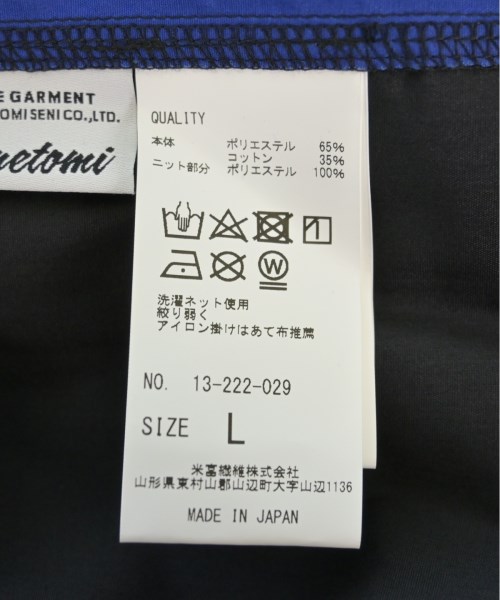 E GARMENT
OMISENI CO.,LTD.
netomi
QUALITY
本体 ポリエステル 65%
コットン 35%
ニット部分 ポリエステル 100%
W
洗濯ネット使用
絞り弱く
アイロン掛けはあて布推薦
NO. 13-222-029
SIZE L
米富繊維株式会社
山形県東村山郡山辺町大字山辺1136
MADE IN JAPAN